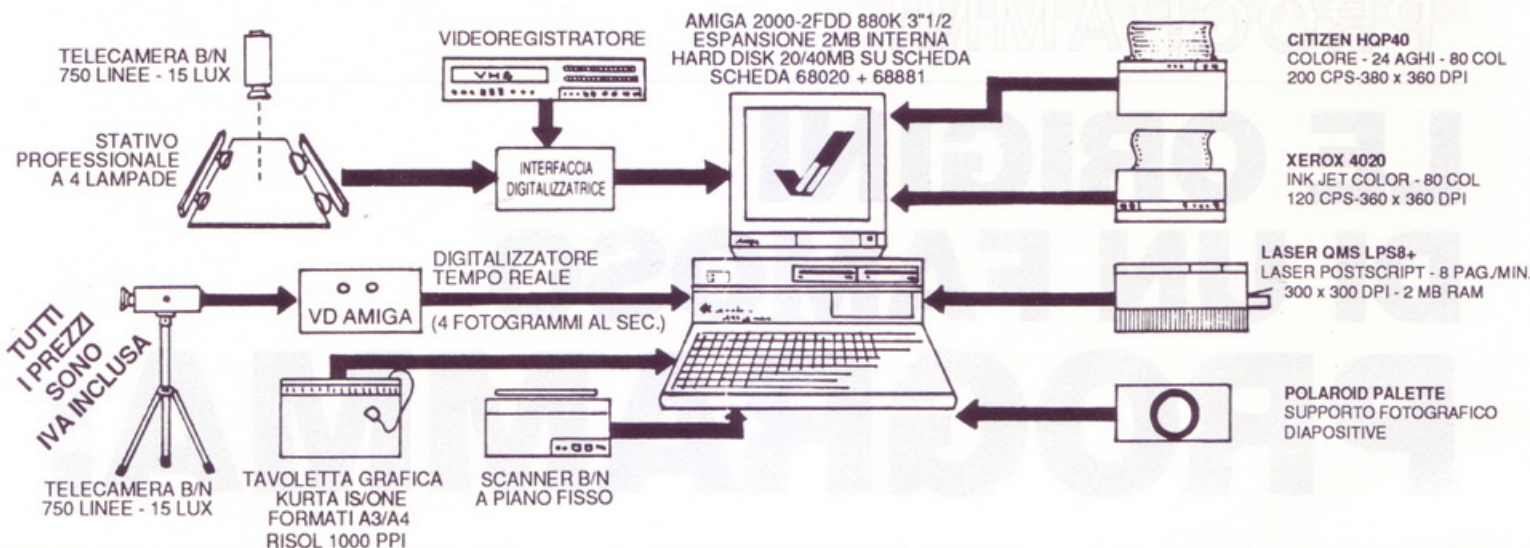 TELECAMERA B/N
750 LINEE - 15 LUX
STATIVO
PROFESSIONALE
A 4 LAMPADE
VIDEOREGISTRATORE
VHS
INTERFACCIA
DIGITALIZZATRICE
AMIGA 2000-2FDD 880K 3"1/2
ESPANSIONE 2MB INTERNA
HARD DISK 20/40MB SU SCHEDA
SCHEDA 68020 + 68881
CITIZEN HQP40
COLORE - 24 AGHI - 80 COL
200 CPS-380 x 360 DPI
XEROX 4020
INK JET COLOR - 80 COL
120 CPS-360 x 360 DPI
LASER QMS LPS8+
LASER POSTSCRIPT - 8 PAG./MIN.
300 x 300 DPI - 2 MB RAM
POLAROID PALETTE
SUPPORTO FOTOGRAFICO
DIAPOSITIVE
DIGITALIZZATORE
TEMPO REALE
(4 FOTOGRAMMI AL SEC.)
VD AMIGA
TUTTI
I PREZZI
SONO
IVA INCLUSA
TELECAMERA B/N
750 LINEE - 15 LUX
TAVOLETTA GRAFICA
KURTA IS/ONE
FORMATI A3/A4
RISOL 1000 PPI
SCANNER B/N
A PIANO FISSO